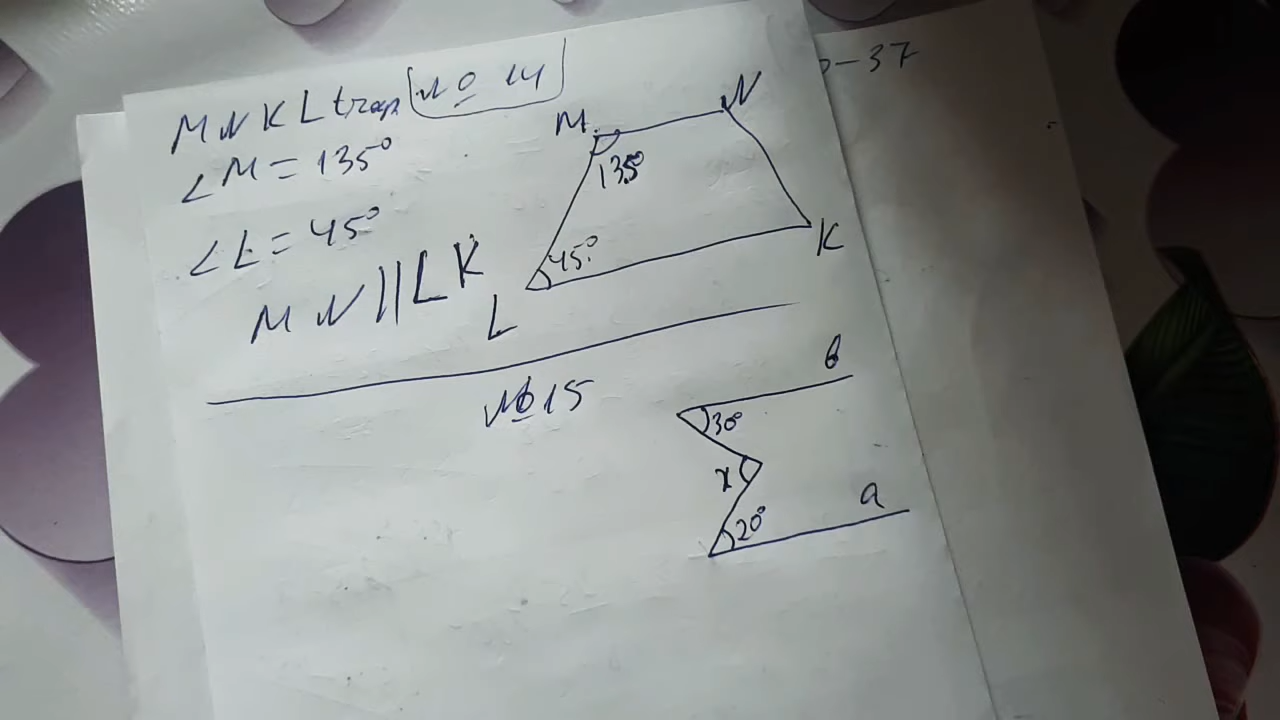 MNKL trap № 14
∠M = 135°
∠L = 45°
MN || LK
M
N
135°
45°
K
L
№ 15
в
30°
x
a
20°
-37